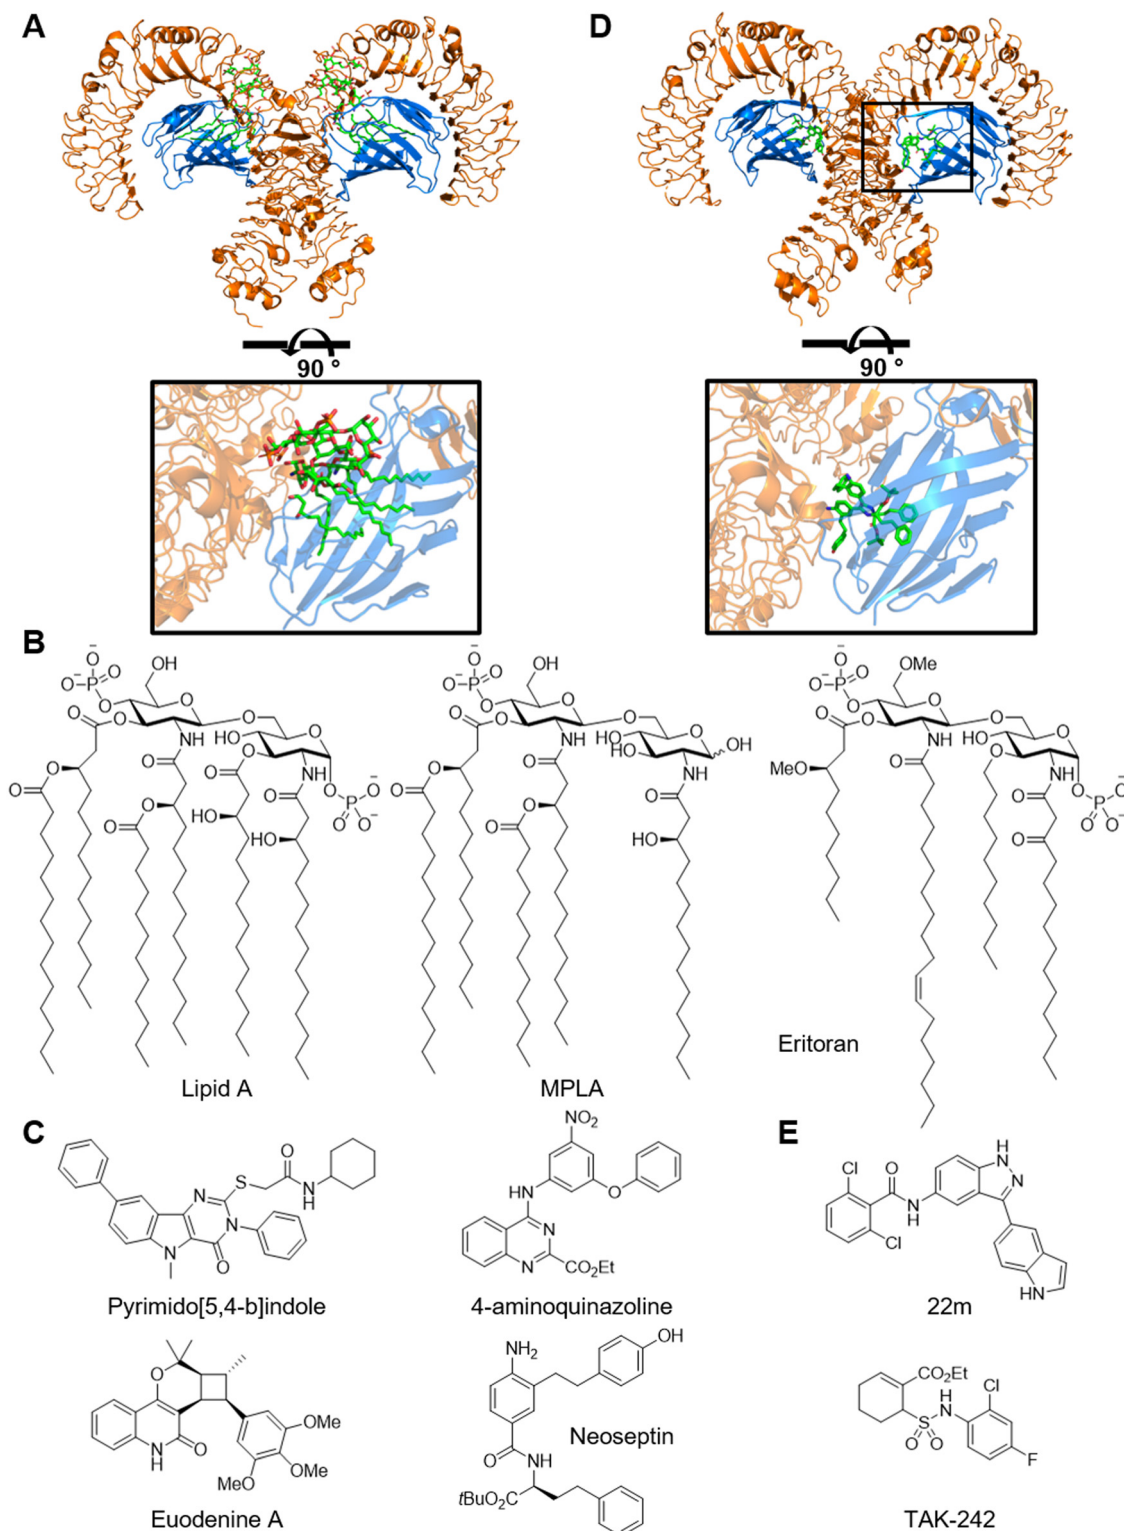 A
D
90 °
90 °
B
O⁻
⁻O-P=O
O
OH
O
O
O
O
NH
HO
O
O
O
O
O
NH
O
O
O
O
O⁻
P-O⁻
O
HO
HO
O
O⁻
⁻O-P=O
O
OH
O
O
O
O
NH
HO
HO
O
OH
NH
O
O
O
O
O
O
HO
O⁻
⁻O-P=O
O
OMe
O
O
O
O
NH
HO
O
O
NH
O
MeO
O
O
O
O⁻
P-O⁻
O
Lipid A
MPLA
Eritoran
C
E
N
S
O
N
H
N
N
O
CH₃
Pyrimido[5,4-b]indole
NO₂
HN
O
N
N
CO₂Et
4-aminoquinazoline
Cl
O
N
H
Cl
H
N
N
HN
22m
O
N
H
O
OMe
OMe
MeO
Euodenine A
NH₂
OH
O
NH
tBuO₂C
Neoseptin
CO₂Et
H
N
S
O
O
Cl
F
TAK-242